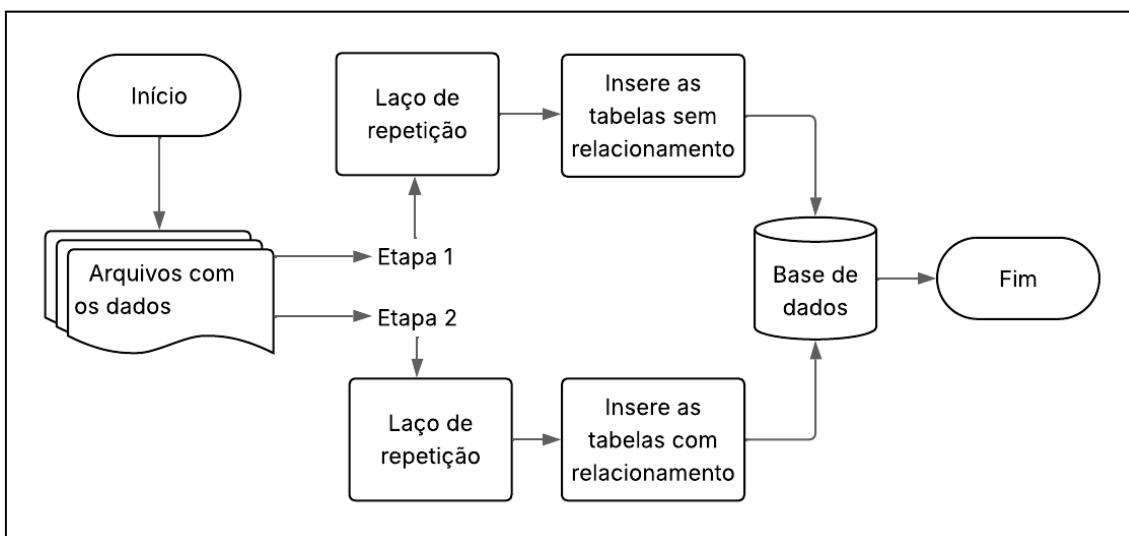 Início
Arquivos com
os dados
Etapa 1
Laço de
repetição
Insere as
tabelas sem
relacionamento
Etapa 2
Laço de
repetição
Insere as
tabelas com
relacionamento
Base de
dados
Fim